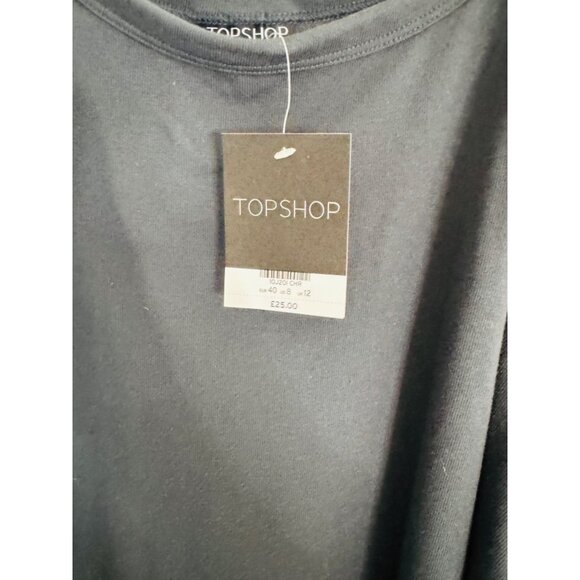 TOPSHOP
TOPSHOP
10J20I CHR
EUR 40 US 8 UK 12
£25.00